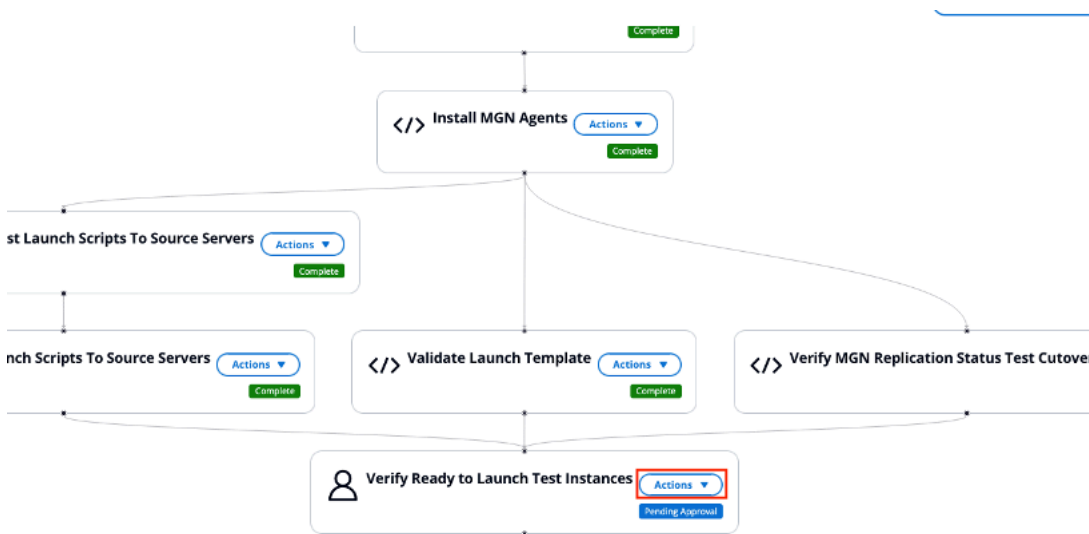 Complete
</> Install MGN Agents Actions ▼
Complete
st Launch Scripts To Source Servers Actions ▼
Complete
nch Scripts To Source Servers Actions ▼
Complete
</> Validate Launch Template Actions ▼
Complete
</> Verify MGN Replication Status Test Cutover
Verify Ready to Launch Test Instances Actions ▼
Pending Approval